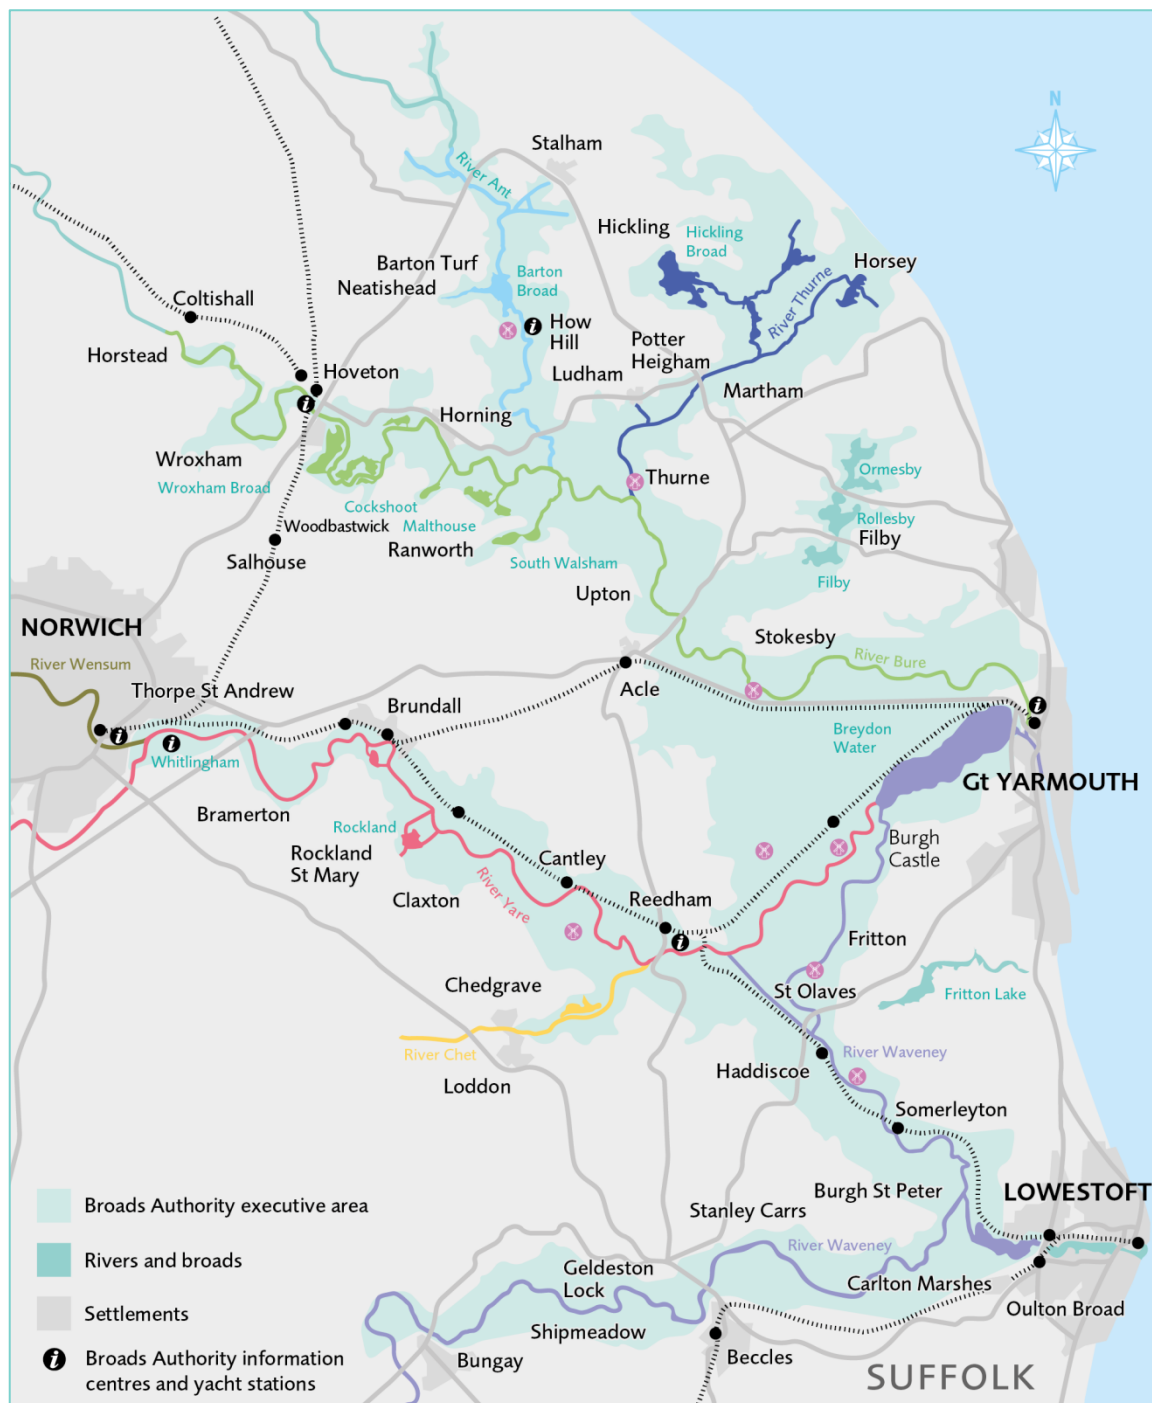 N
Stalham
River Ant
Hickling
Hickling
Broad
Horsey
Barton Turf
Neatishead
Barton
Broad
River Thurne
Coltishall
How
Hill
Potter
Heigham
Horstead
Hoveton
Ludham
Martham
Horning
Wroxham
Wroxham Broad
Thurne
Ormesby
Cockshoot
Woodbastwick
Malthouse
Ranworth
Rollesby
Filby
Salhouse
South Walsham
Filby
Upton
NORWICH
Stokesby
River Wensum
River Bure
Thorpe St Andrew
Acle
Brundall
Whitlingham
Breydon
Water
Gt YARMOUTH
Bramerton
Rockland
Rockland
St Mary
Cantley
Burgh
Castle
Claxton
River Yare
Reedham
Fritton
Chedgrave
St Olaves
Fritton Lake
River Chet
River Waveney
Loddon
Haddiscoe
Somerleyton
Burgh St Peter
LOWESTOFT
Stanley Carrs
River Waveney
Geldeston
Lock
Carlton Marshes
Oulton Broad
Shipmeadow
Bungay
Beccles
SUFFOLK
Broads Authority executive area
Rivers and broads
Settlements
i Broads Authority information
centres and yacht stations